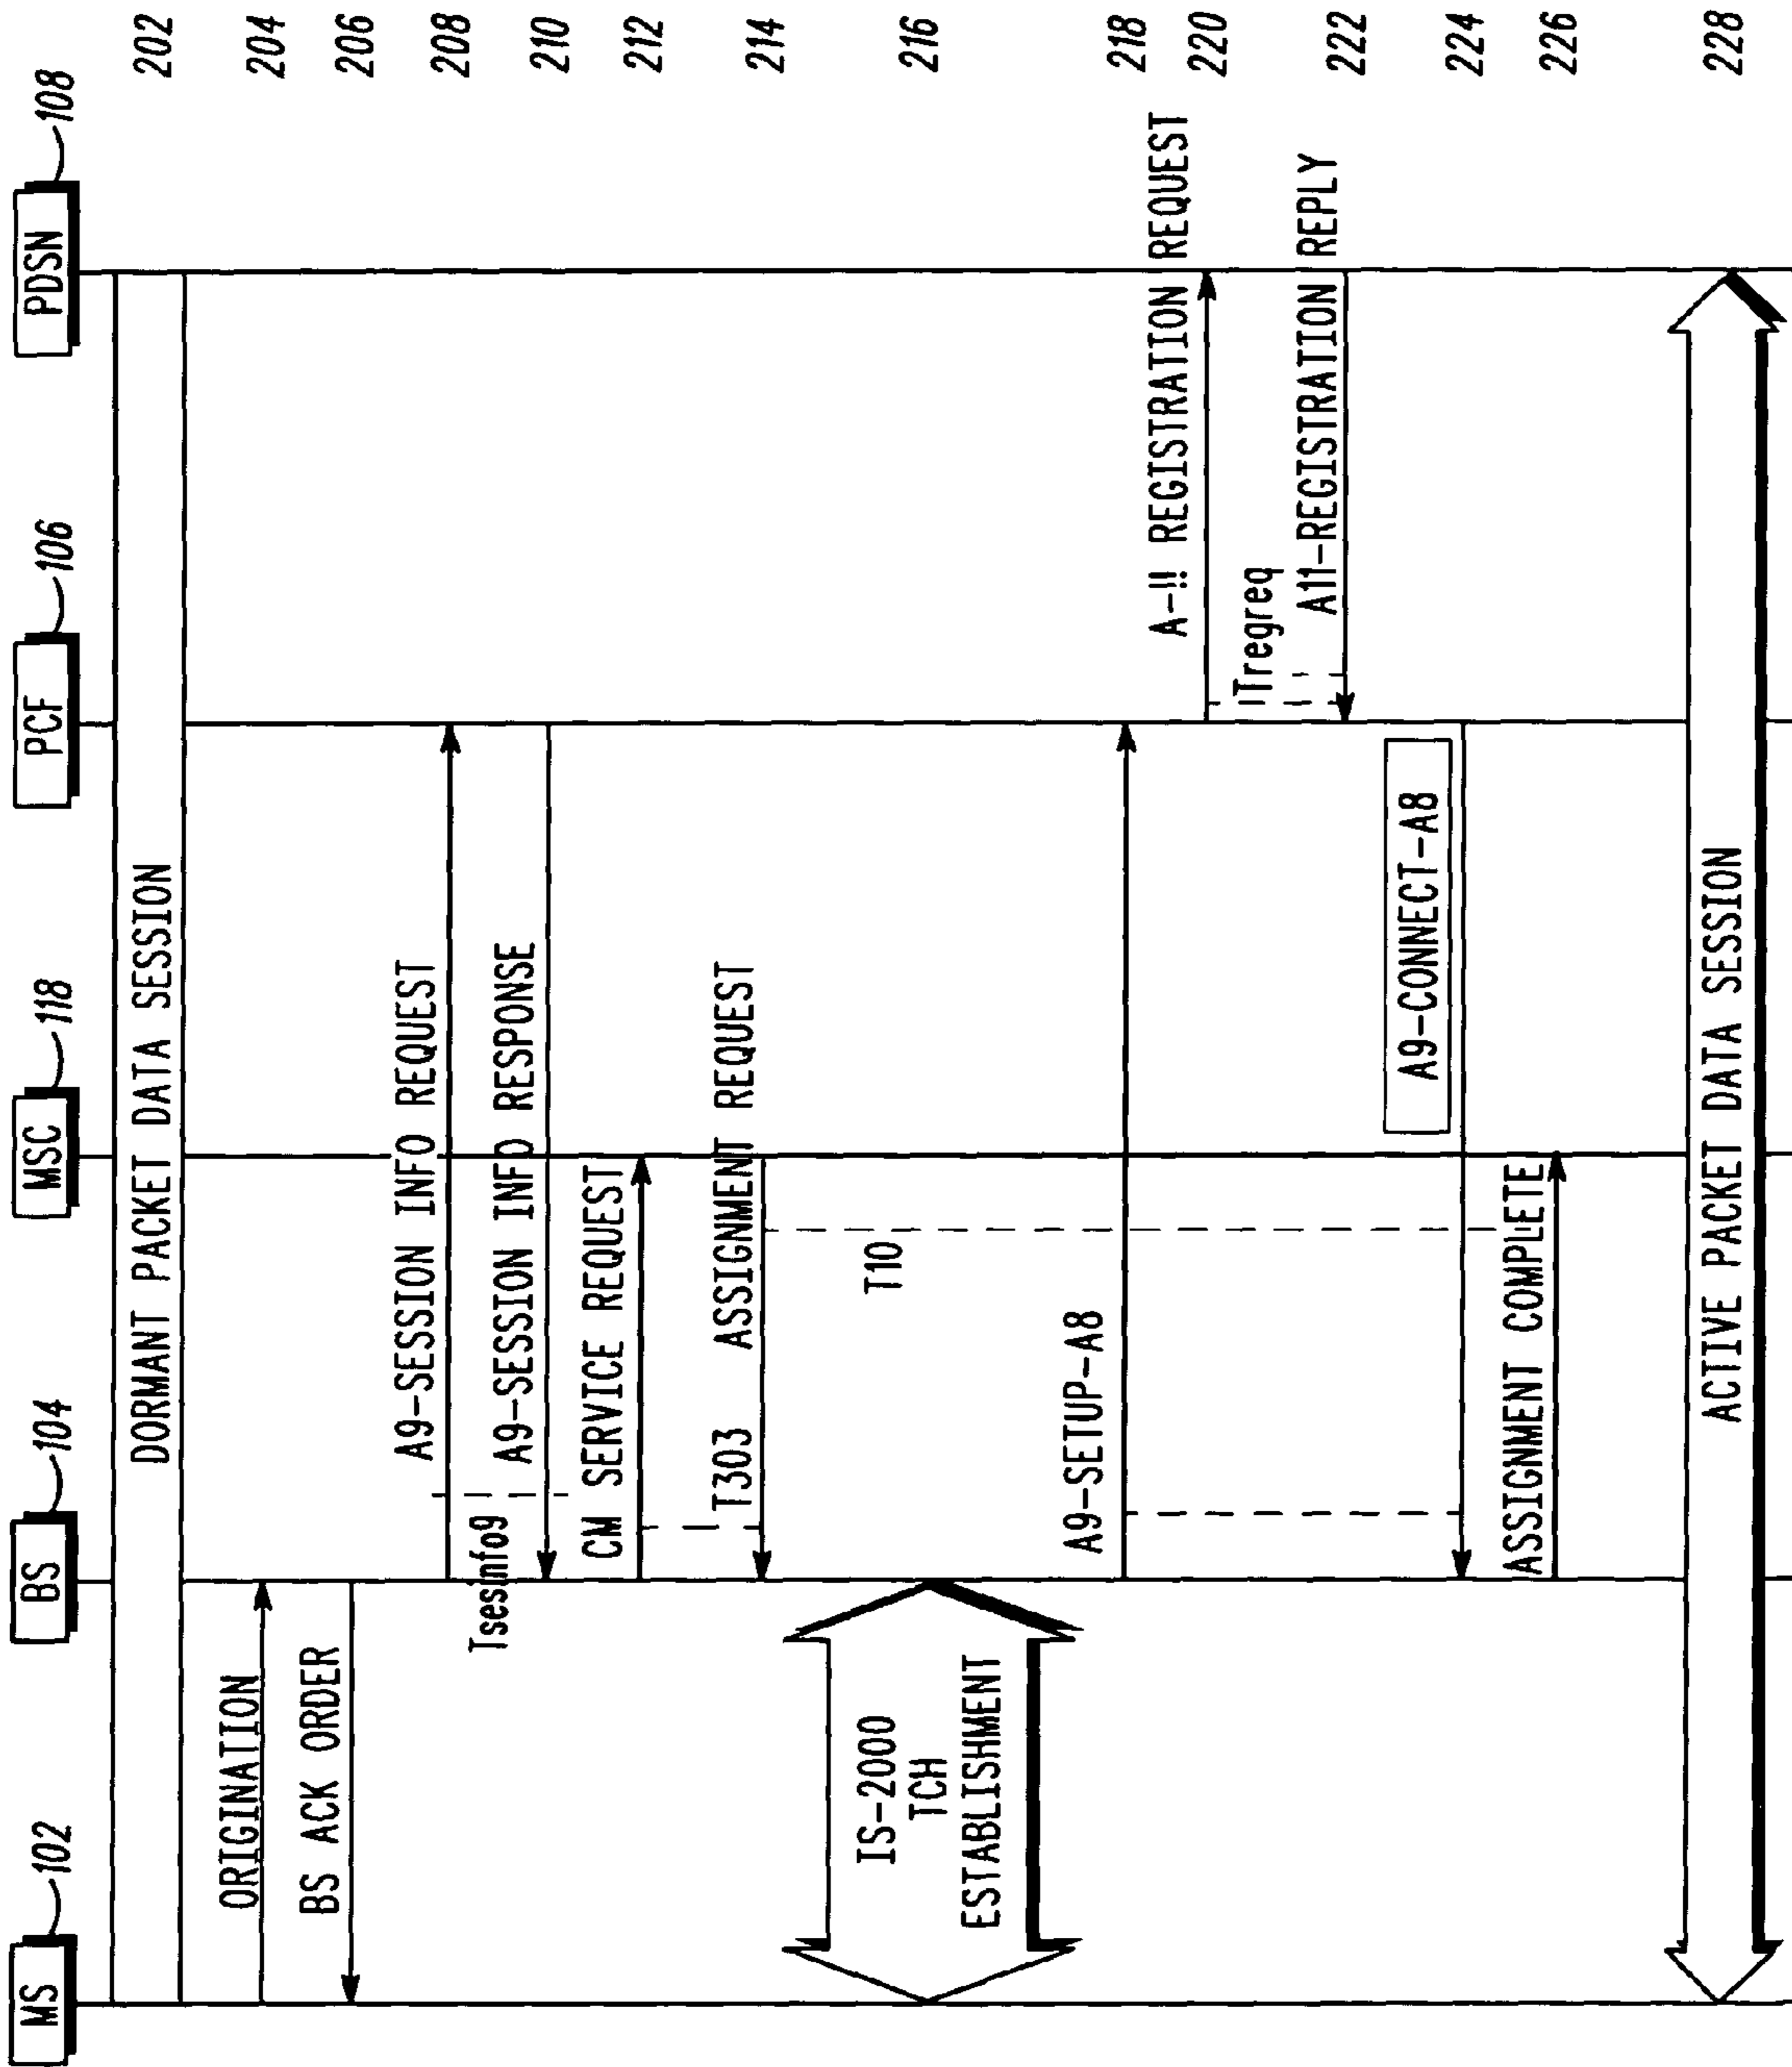 MS 102
BS 104
MSC 118
PCF 106
PDSN 108
DORMANT PACKET DATA SESSION 202
ORIGINATION 204
BS ACK ORDER 206
A9-SESSION INFO REQUEST 208
Tsesinfo9
A9-SESSION INFO RESPONSE 210
CM SERVICE REQUEST 212
T303 ASSIGNMENT REQUEST 214
T10
IS-2000
TCH
ESTABLISHMENT
216
A9-SETUP-A8 218
A-!! REGISTRATION REQUEST 220
Tregreq
A11-REGISTRATION REPLY 222
A9-CONNECT-A8 224
ASSIGNMENT COMPLETE 226
ACTIVE PACKET DATA SESSION 228